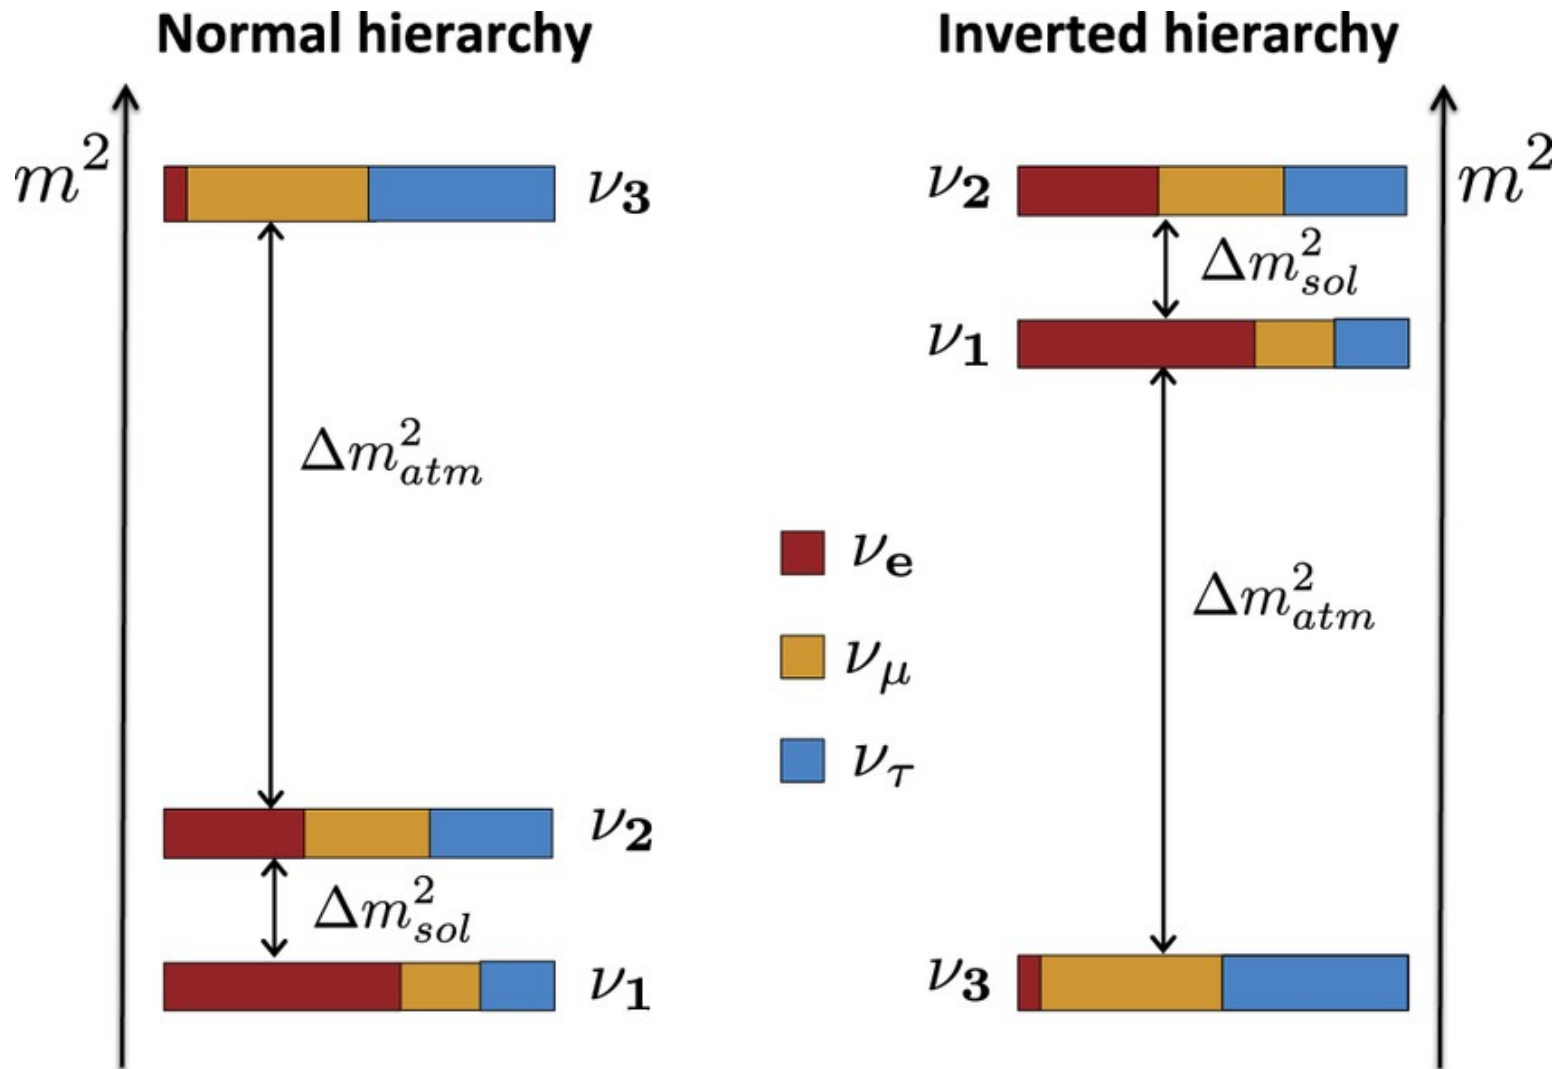 Normal hierarchy
m²
ν₃
Δm²ₐₜₘ
ν₂
Δm²ₛₒₗ
ν₁
νₑ
ν_μ
ν_τ
Inverted hierarchy
m²
ν₂
Δm²ₛₒₗ
ν₁
Δm²ₐₜₘ
ν₃